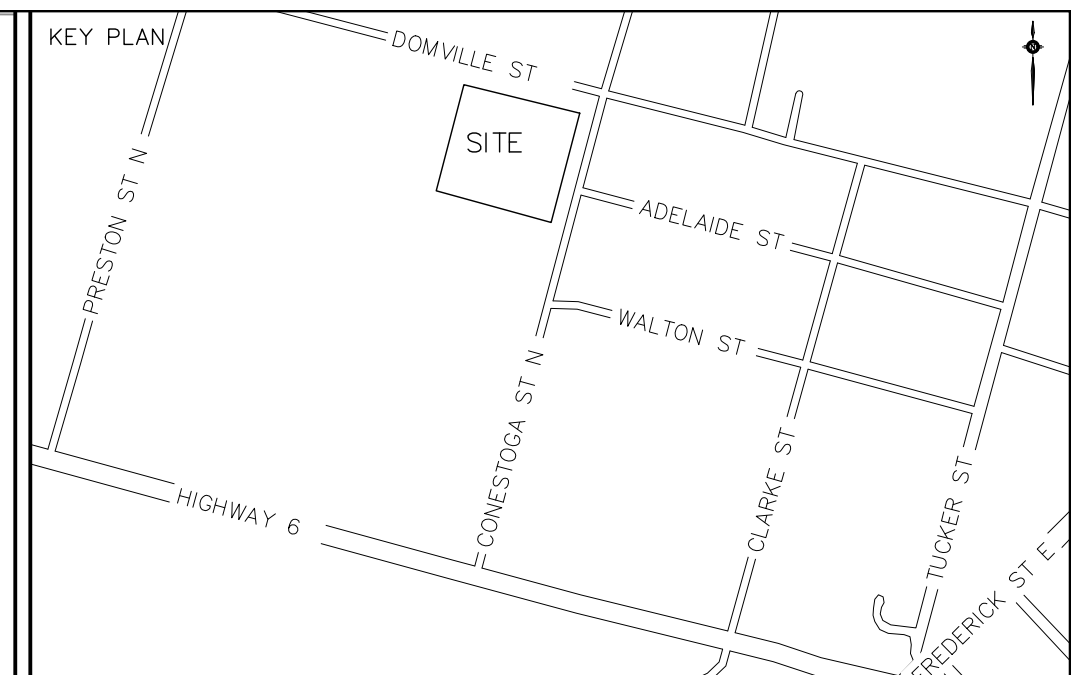 KEY PLAN
DOMVILLE ST
N
SITE
PRESTON ST N
ADELAIDE ST
WALTON ST
CONESTOGA ST N
CLARKE ST
TUCKER ST
HIGHWAY 6
FREDERICK ST E